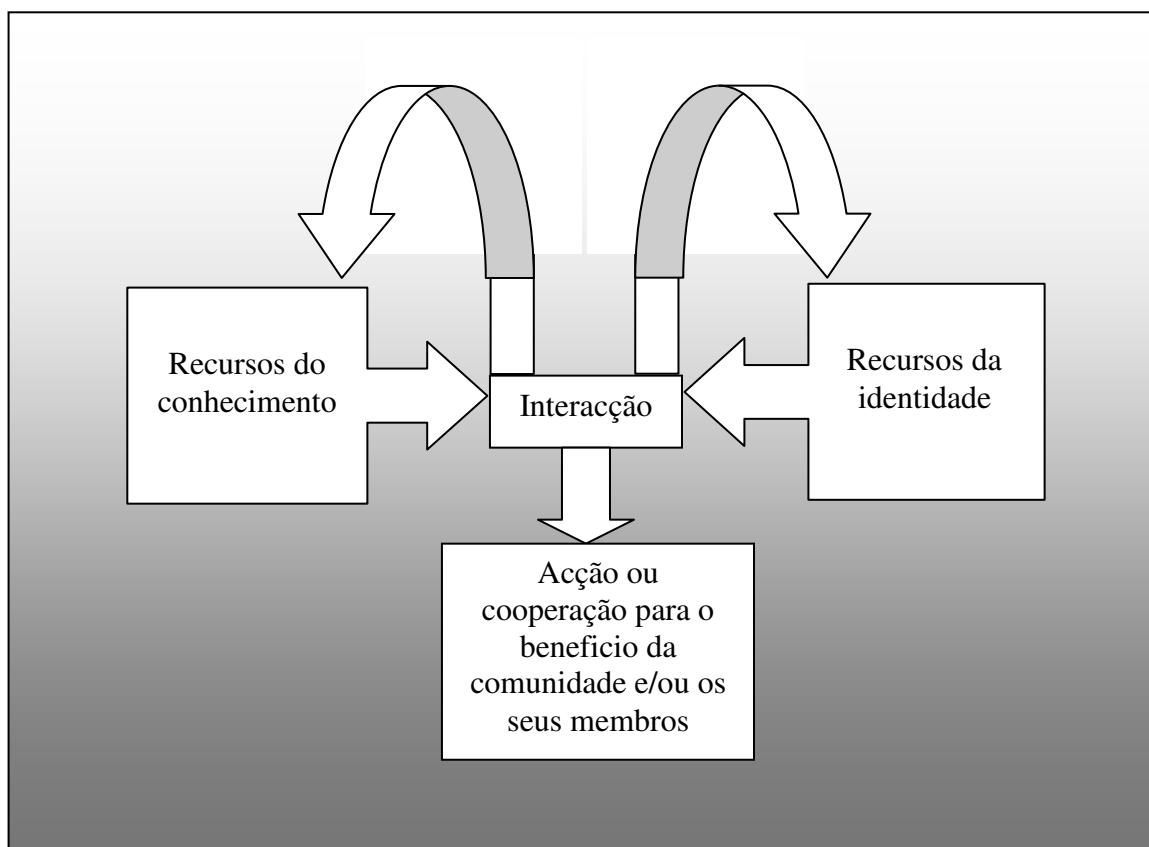 Recursos do
conhecimento
Interacção
Recursos da
identidade
Acção ou
cooperação para o
beneficio da
comunidade e/ou os
seus membros